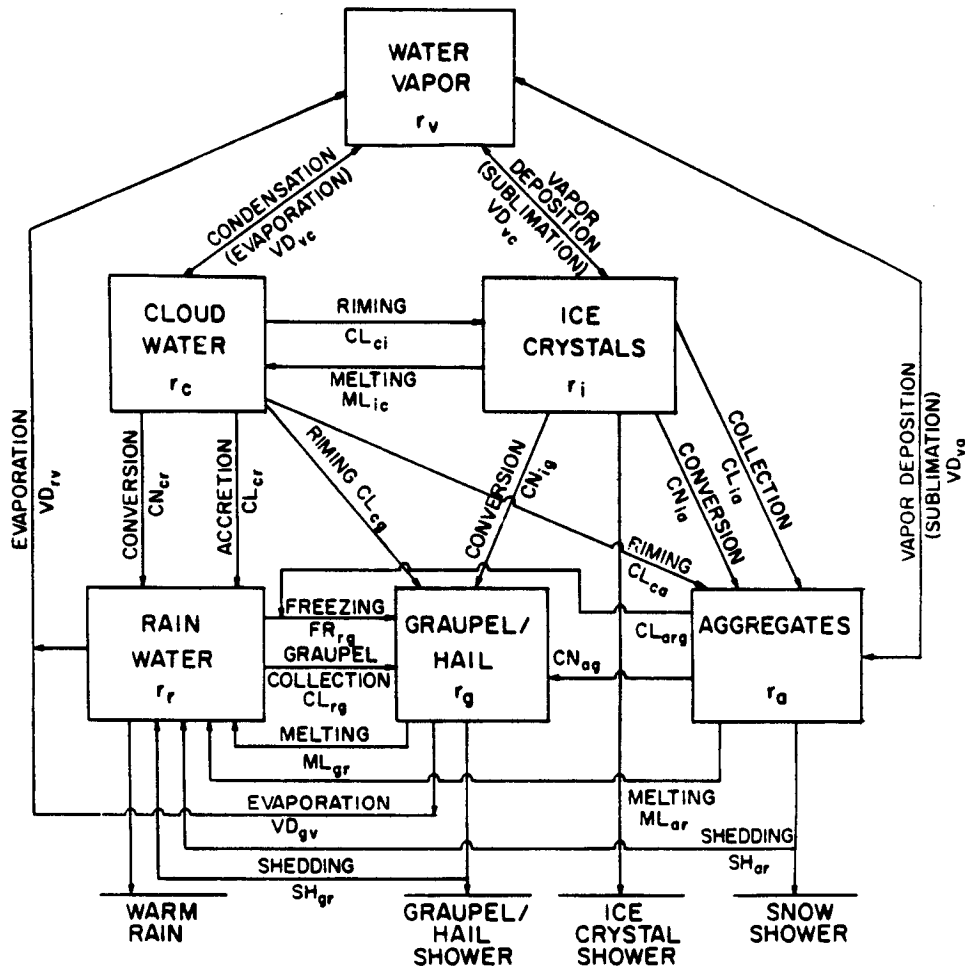 WATER
VAPOR
r_v
CONDENSATION
(EVAPORATION)
VD_vc
VAPOR
DEPOSITION
(SUBLIMATION)
VD_vc
CLOUD
WATER
r_c
RIMING
CL_ci
MELTING
ML_ic
ICE
CRYSTALS
r_i
EVAPORATION
VD_rv
CONVERSION
CN_cr
ACCRETION
CL_cr
RIMING CL_cg
CONVERSION
CN_ig
RIMING
CL_ca
CONVERSION
CN_ia
COLLECTION
CL_ia
VAPOR DEPOSITION
(SUBLIMATION)
VD_va
RAIN
WATER
r_r
FREEZING
FR_rg
GRAUPEL
COLLECTION
CL_rg
GRAUPEL/
HAIL
r_g
CL_arg
CN_ag
AGGREGATES
r_a
MELTING
ML_gr
EVAPORATION
VD_gv
MELTING
ML_ar
SHEDDING
SH_ar
SHEDDING
SH_gr
WARM
RAIN
GRAUPEL/
HAIL
SHOWER
ICE
CRYSTAL
SHOWER
SNOW
SHOWER